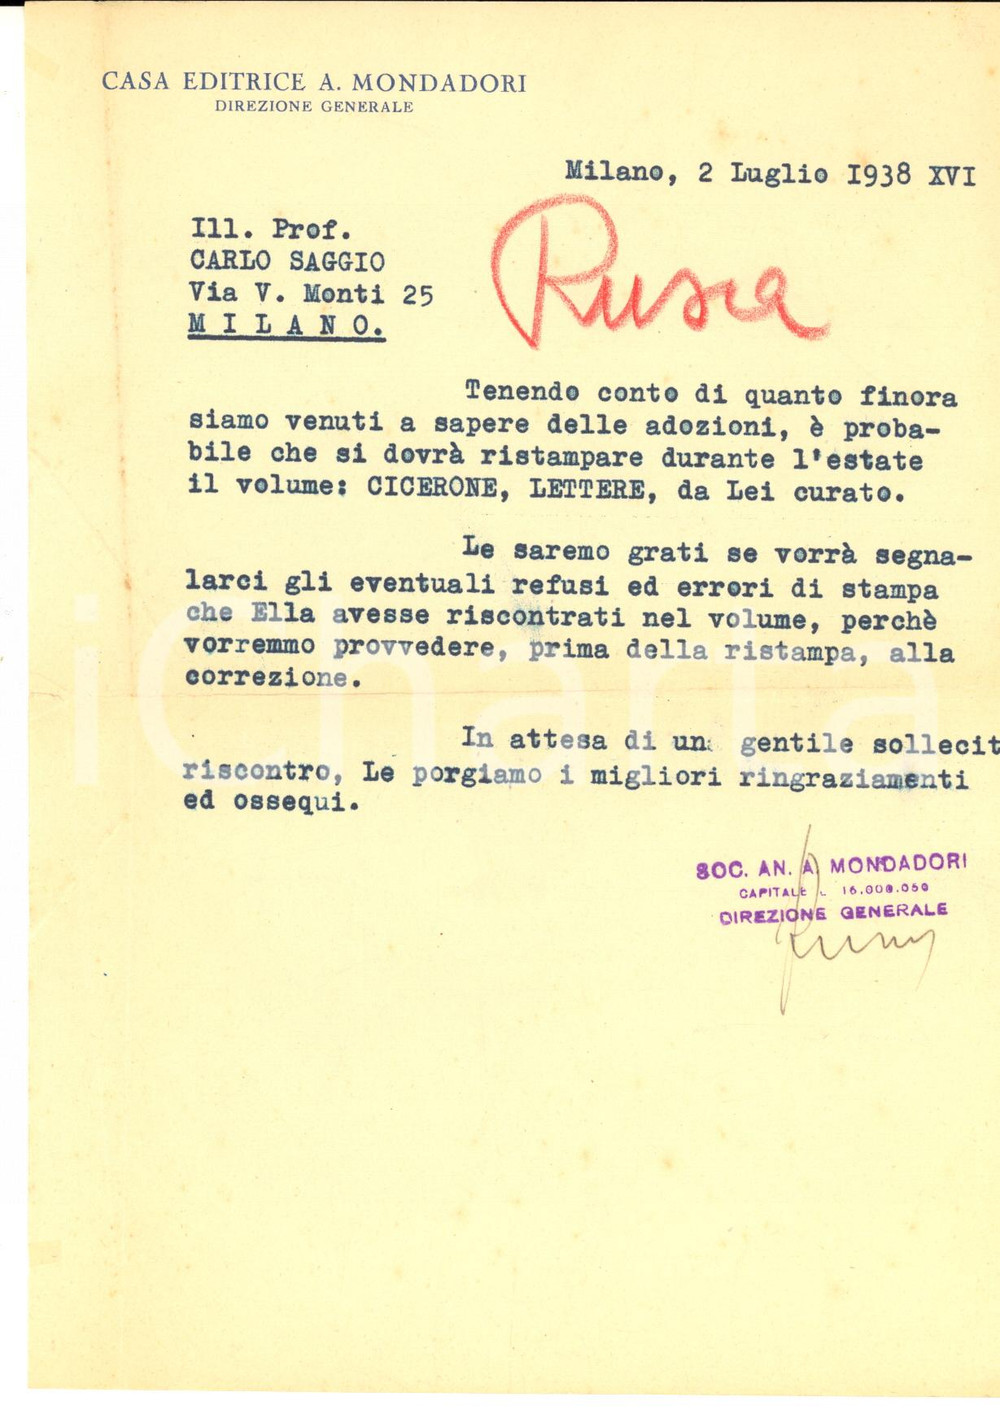 CASA EDITRICE A. MONDADORI
DIREZIONE GENERALE
Milano, 2 Luglio 1938 XVI
Ill. Prof.
CARLO SAGGIO
Via V. Monti 25
M I L A N O.
Tenendo conto di quanto finora
siamo venuti a sapere delle adozioni, è proba-
bile che si dovrà ristampare durante l'estate
il volume: CICERONE, LETTERE, da Lei curato.
Le saremo grati se vorrà segna-
larci gli eventuali refusi ed errori di stampa
che Ella avesse riscontrati nel volume, perchè
vorremmo provvedere, prima della ristampa, alla
correzione.
In attesa di un gentile sollecit
riscontro, Le porgiamo i migliori ringraziamenti
ed ossequi.
SOC. AN. A. MONDADORI
CAPITALE L. 16.000.050
DIREZIONE GENERALE
iCharta